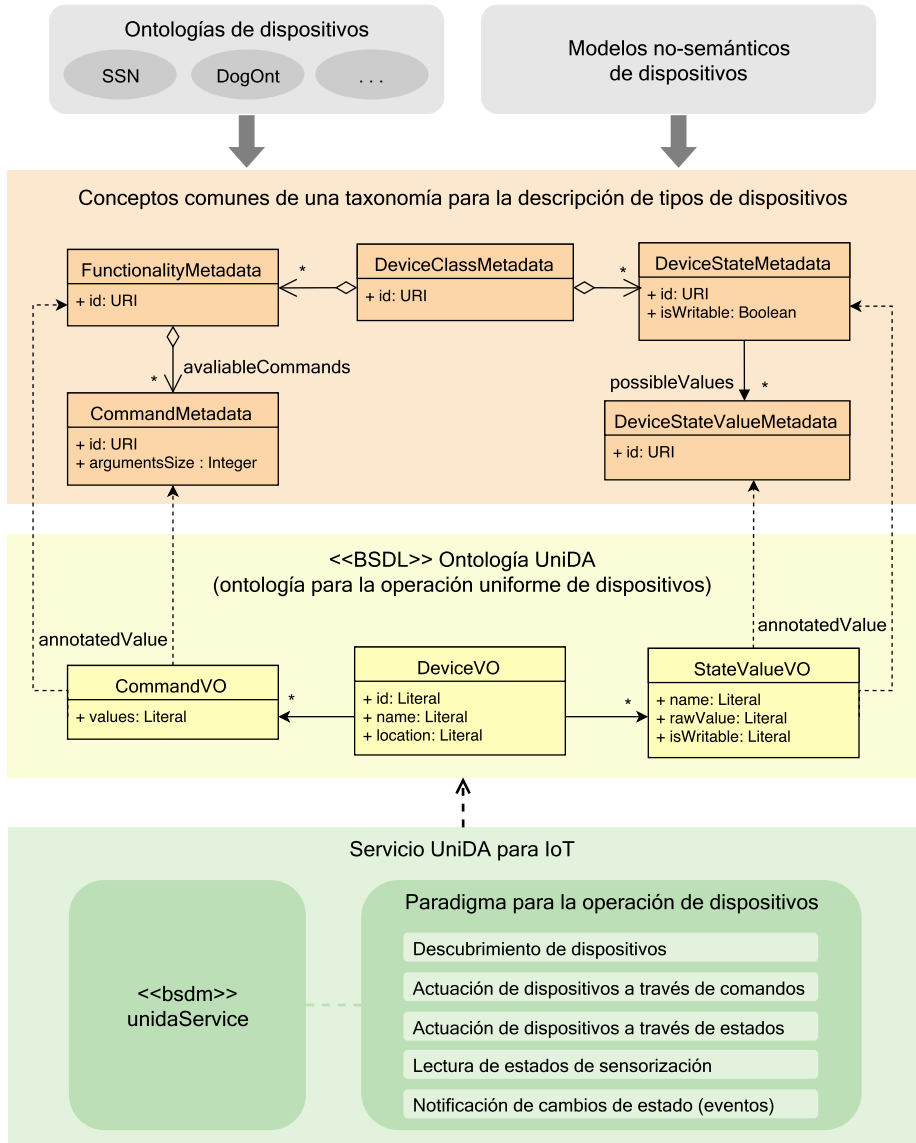 Ontologías de dispositivos
SSN
DogOnt
. . .
Modelos no-semánticos
de dispositivos
Conceptos comunes de una taxonomía para la descripción de tipos de dispositivos
FunctionalityMetadata
+ id: URI
*
DeviceClassMetadata
+ id: URI
*
DeviceStateMetadata
+ id: URI
+ isWritable: Boolean
avaliableCommands
*
possibleValues
*
CommandMetadata
+ id: URI
+ argumentsSize : Integer
DeviceStateValueMetadata
+ id: URI
<<BSDL>> Ontología UniDA
(ontología para la operación uniforme de dispositivos)
annotatedValue
annotatedValue
CommandVO
+ values: Literal
*
DeviceVO
+ id: Literal
+ name: Literal
+ location: Literal
*
StateValueVO
+ name: Literal
+ rawValue: Literal
+ isWritable: Literal
Servicio UniDA para IoT
<<bsdm>>
unidaService
Paradigma para la operación de dispositivos
Descubrimiento de dispositivos
Actuación de dispositivos a través de comandos
Actuación de dispositivos a través de estados
Lectura de estados de sensorización
Notificación de cambios de estado (eventos)